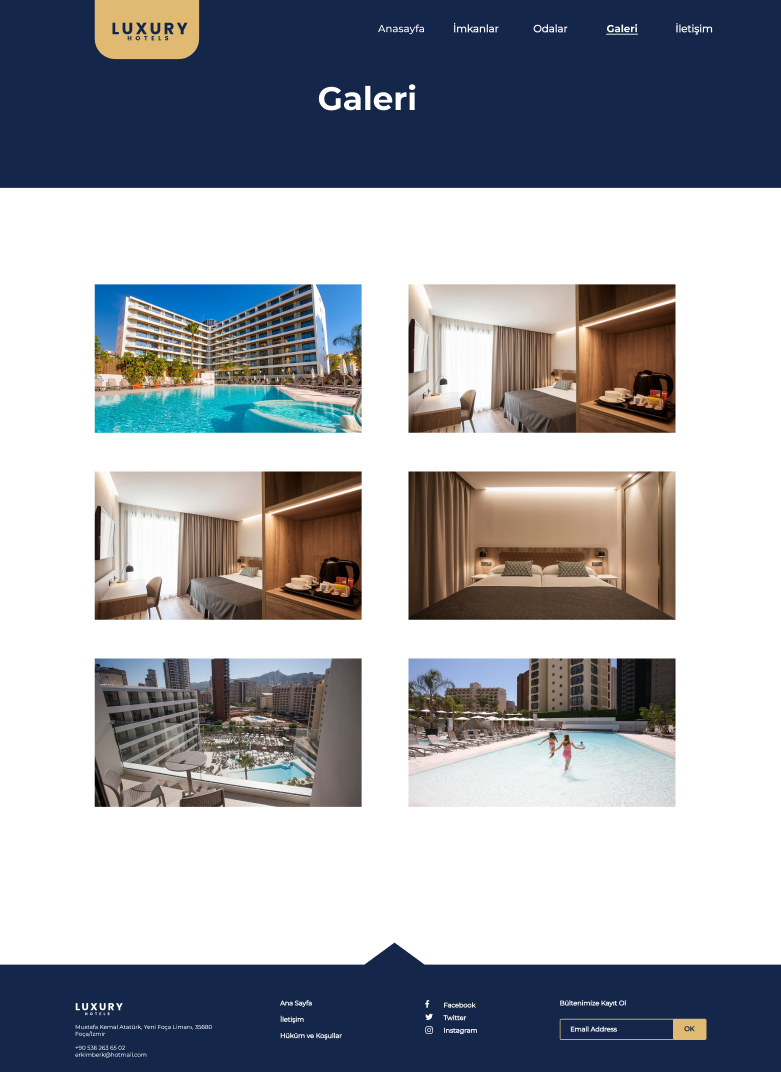 LUXURY
HOTELS
Anasayfa
İmkanlar
Odalar
Galeri
İletişim
Galeri
LUXURY
HOTELS
Mustafa Kemal Atatürk, Yeni Foça Limanı, 35680
Foça/İzmir
+90 536 263 65 02
erkimberk@hotmail.com
Ana Sayfa
İletişim
Hüküm ve Koşullar
Facebook
Twitter
Instagram
Bültenimize Kayıt Ol
Email Address
OK